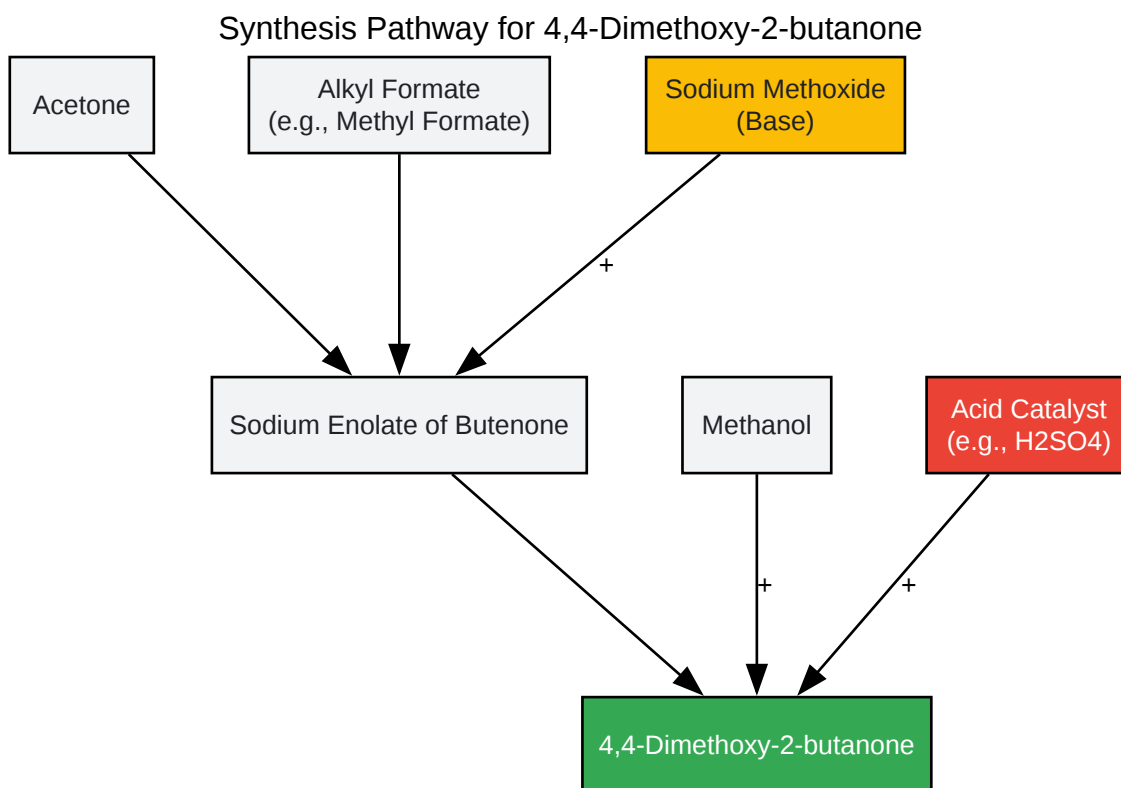 Synthesis Pathway for 4,4-Dimethoxy-2-butanone
Acetone
Alkyl Formate
(e.g., Methyl Formate)
Sodium Methoxide
(Base)
+
Sodium Enolate of Butenone
Methanol
Acid Catalyst
(e.g., H2SO4)
+
+
4,4-Dimethoxy-2-butanone